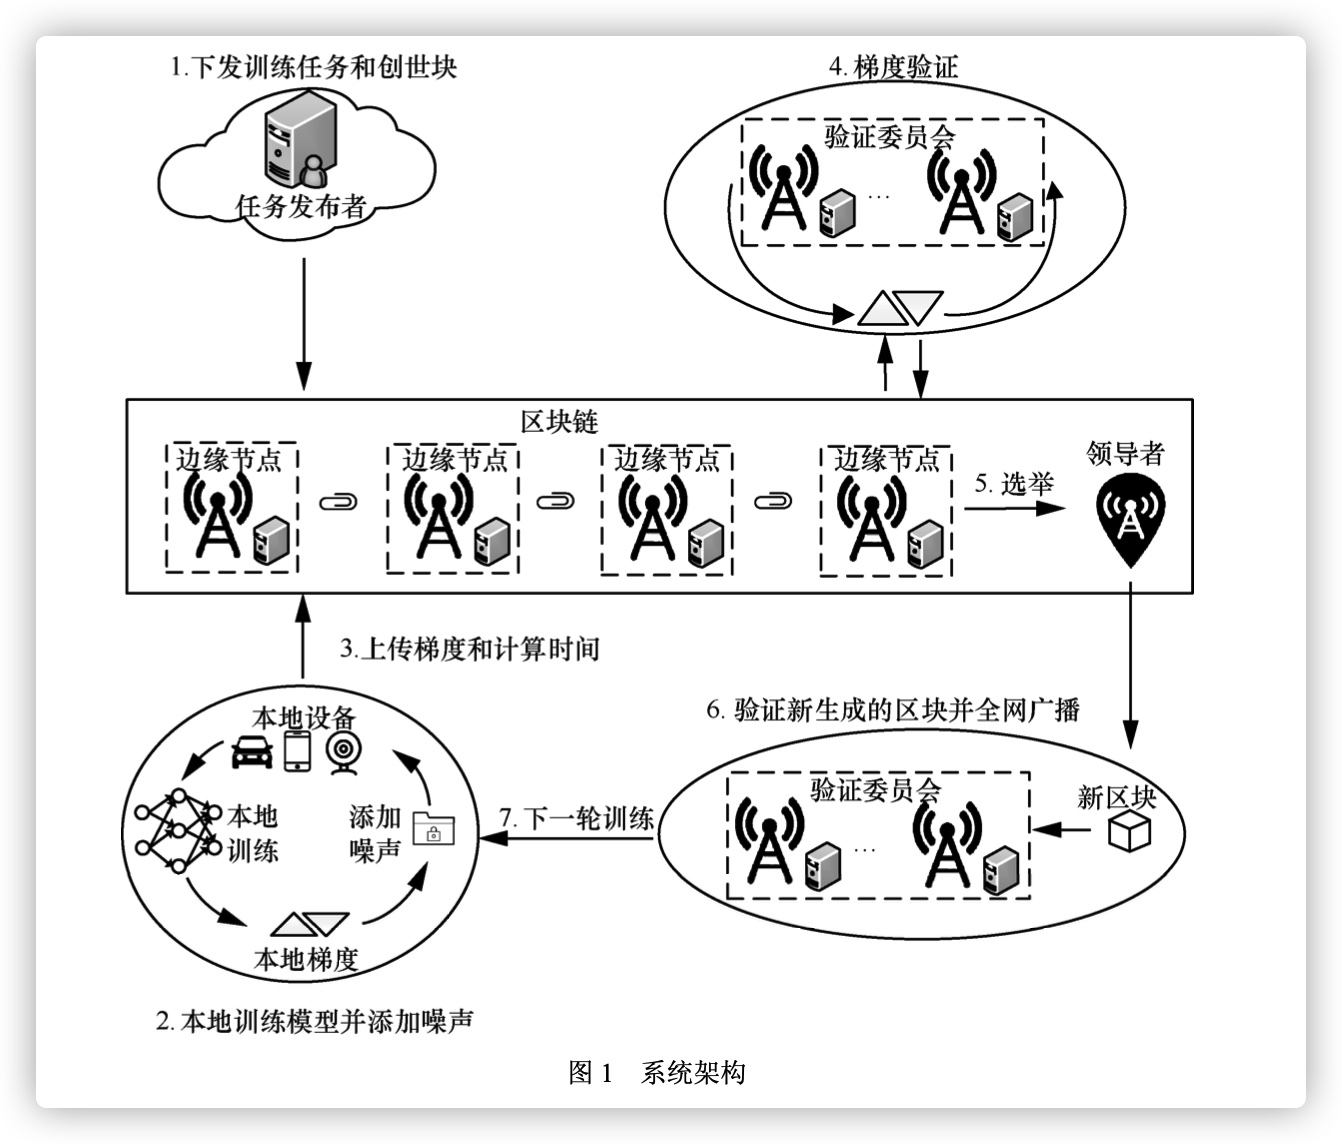 1.下发训练任务和创世块
任务发布者
4. 梯度验证
验证委员会
...
区块链
边缘节点
边缘节点
边缘节点
边缘节点
5. 选举
领导者
3.上传梯度和计算时间
本地设备
本地
训练
添加
噪声
本地梯度
2.本地训练模型并添加噪声
6. 验证新生成的区块并全网广播
验证委员会
...
新区块
7.下一轮训练
图 1 系统架构